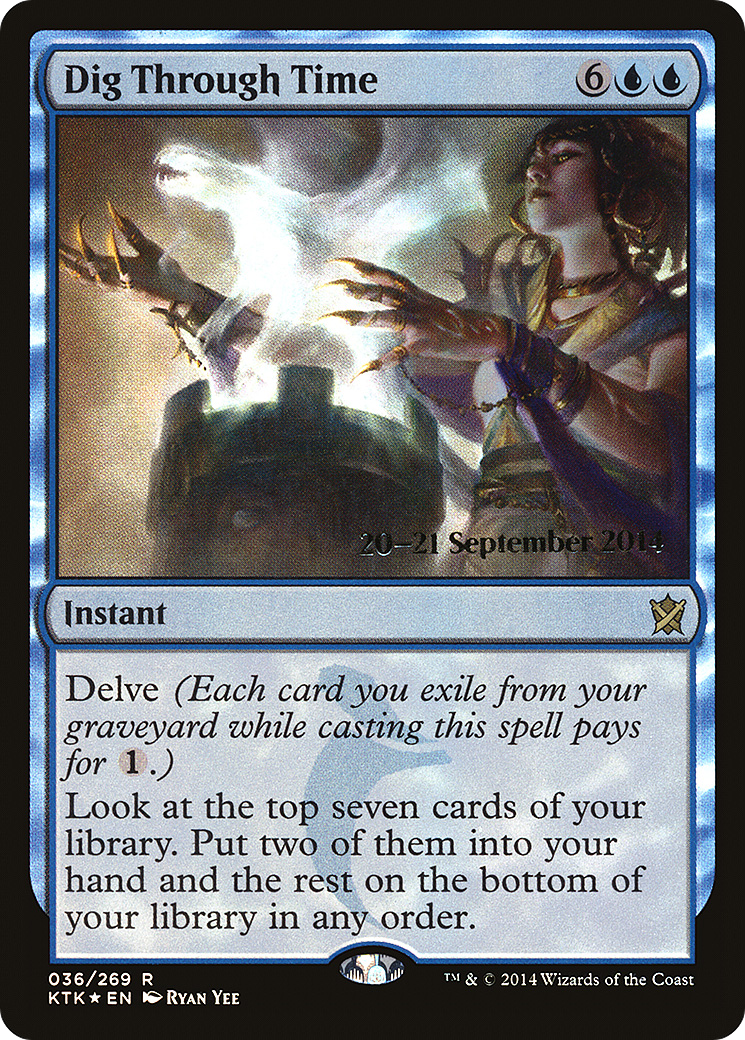 Dig Through Time 6
20–21 September 2014
Instant
Delve (Each card you exile from your
graveyard while casting this spell pays
for 1.)
Look at the top seven cards of your
library. Put two of them into your
hand and the rest on the bottom of
your library in any order.
036/269 R
KTK★EN Ryan Yee
™ & © 2014 Wizards of the Coast